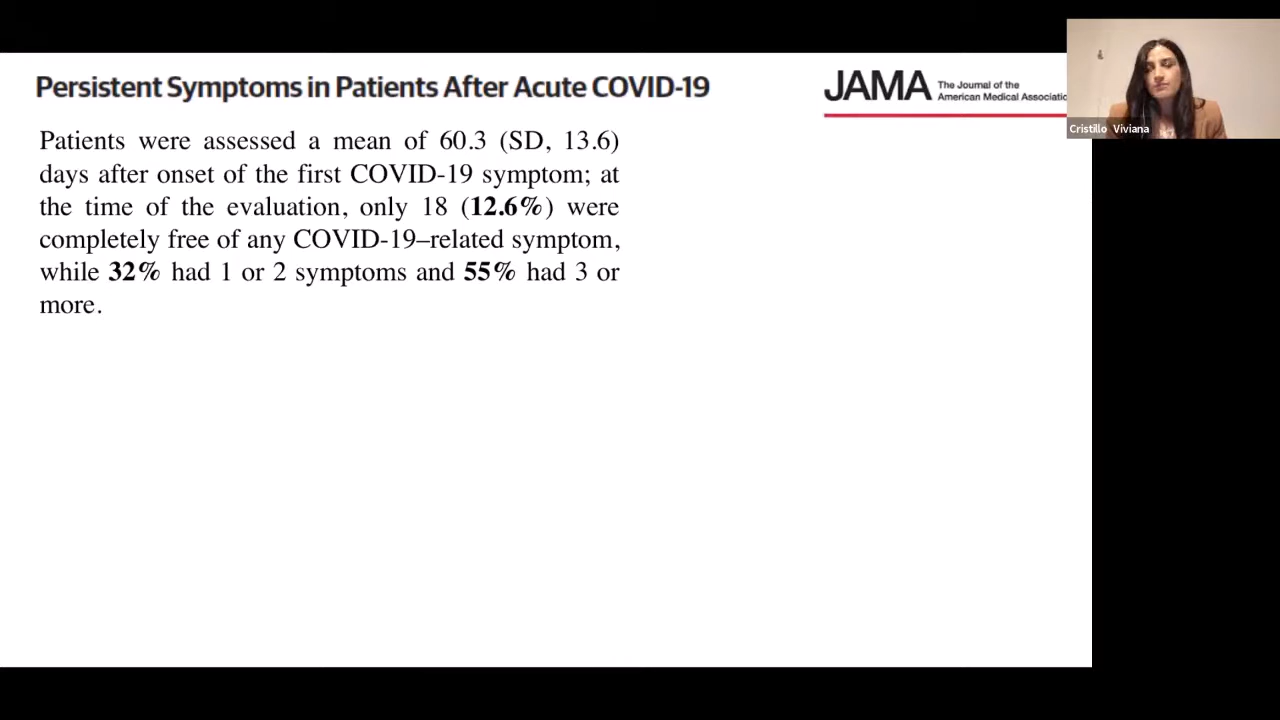 Persistent Symptoms in Patients After Acute COVID-19
JAMA
The Journal of the
American Medical Associatio
Cristillo Viviana
Patients were assessed a mean of 60.3 (SD, 13.6)
days after onset of the first COVID-19 symptom; at
the time of the evaluation, only 18 (12.6%) were
completely free of any COVID-19–related symptom,
while 32% had 1 or 2 symptoms and 55% had 3 or
more.